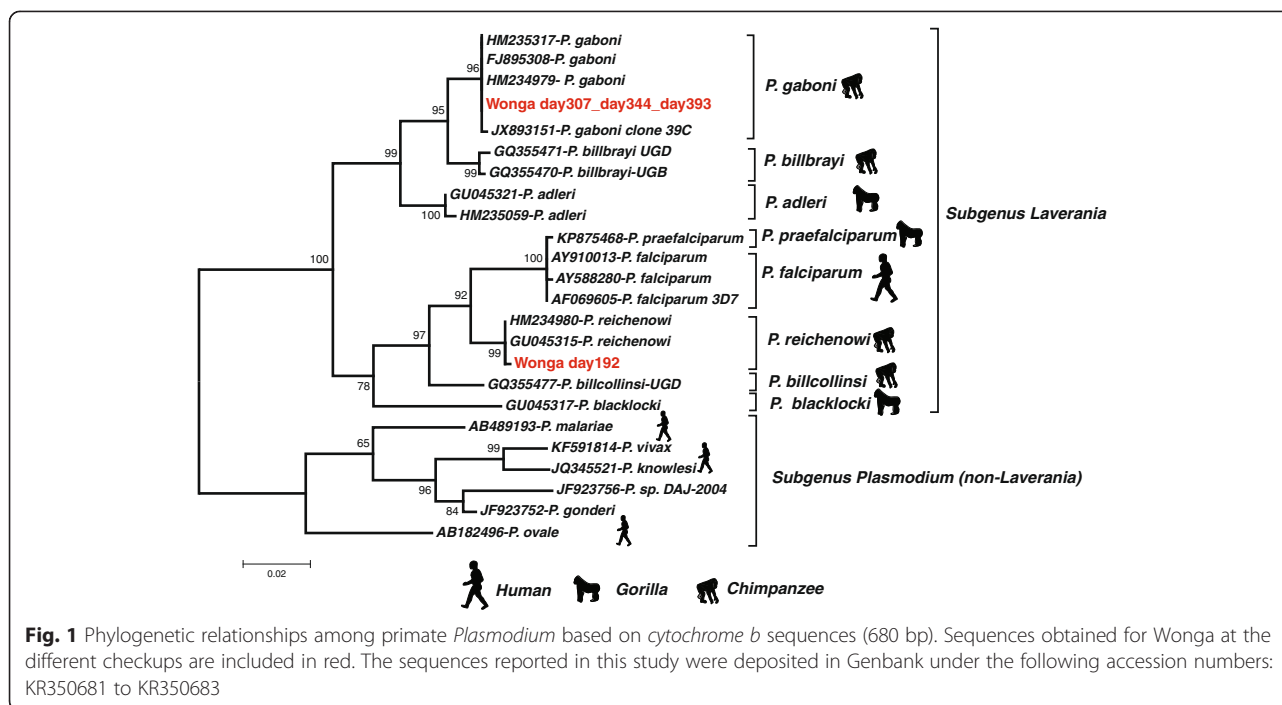 HM235317-P. gaboni
FJ895308-P. gaboni
HM234979- P. gaboni
Wonga day307_day344_day393
JX893151-P. gaboni clone 39C
GQ355471-P. billbrayi UGD
GQ355470-P. billbrayi-UGB
GU045321-P. adleri
HM235059-P. adleri
KP875468-P. praefalciparum
AY910013-P. falciparum
AY588280-P. falciparum
AF069605-P. falciparum 3D7
HM234980-P. reichenowi
GU045315-P. reichenowi
Wonga day192
GQ355477-P. billcollinsi-UGD
GU045317-P. blacklocki
AB489193-P. malariae
KF591814-P. vivax
JQ345521-P. knowlesi
JF923756-P. sp. DAJ-2004
JF923752-P. gonderi
AB182496-P. ovale
96
95
99
99
100
100
100
92
97
99
78
65
99
96
84
P. gaboni
P. billbrayi
P. adleri
P. praefalciparum
P. falciparum
P. reichenowi
P. billcollinsi
P. blacklocki
Subgenus Laverania
Subgenus Plasmodium (non-Laverania)
0.02
Human Gorilla Chimpanzee
Fig. 1 Phylogenetic relationships among primate Plasmodium based on cytochrome b sequences (680 bp). Sequences obtained for Wonga at the
different checkups are included in red. The sequences reported in this study were deposited in Genbank under the following accession numbers:
KR350681 to KR350683